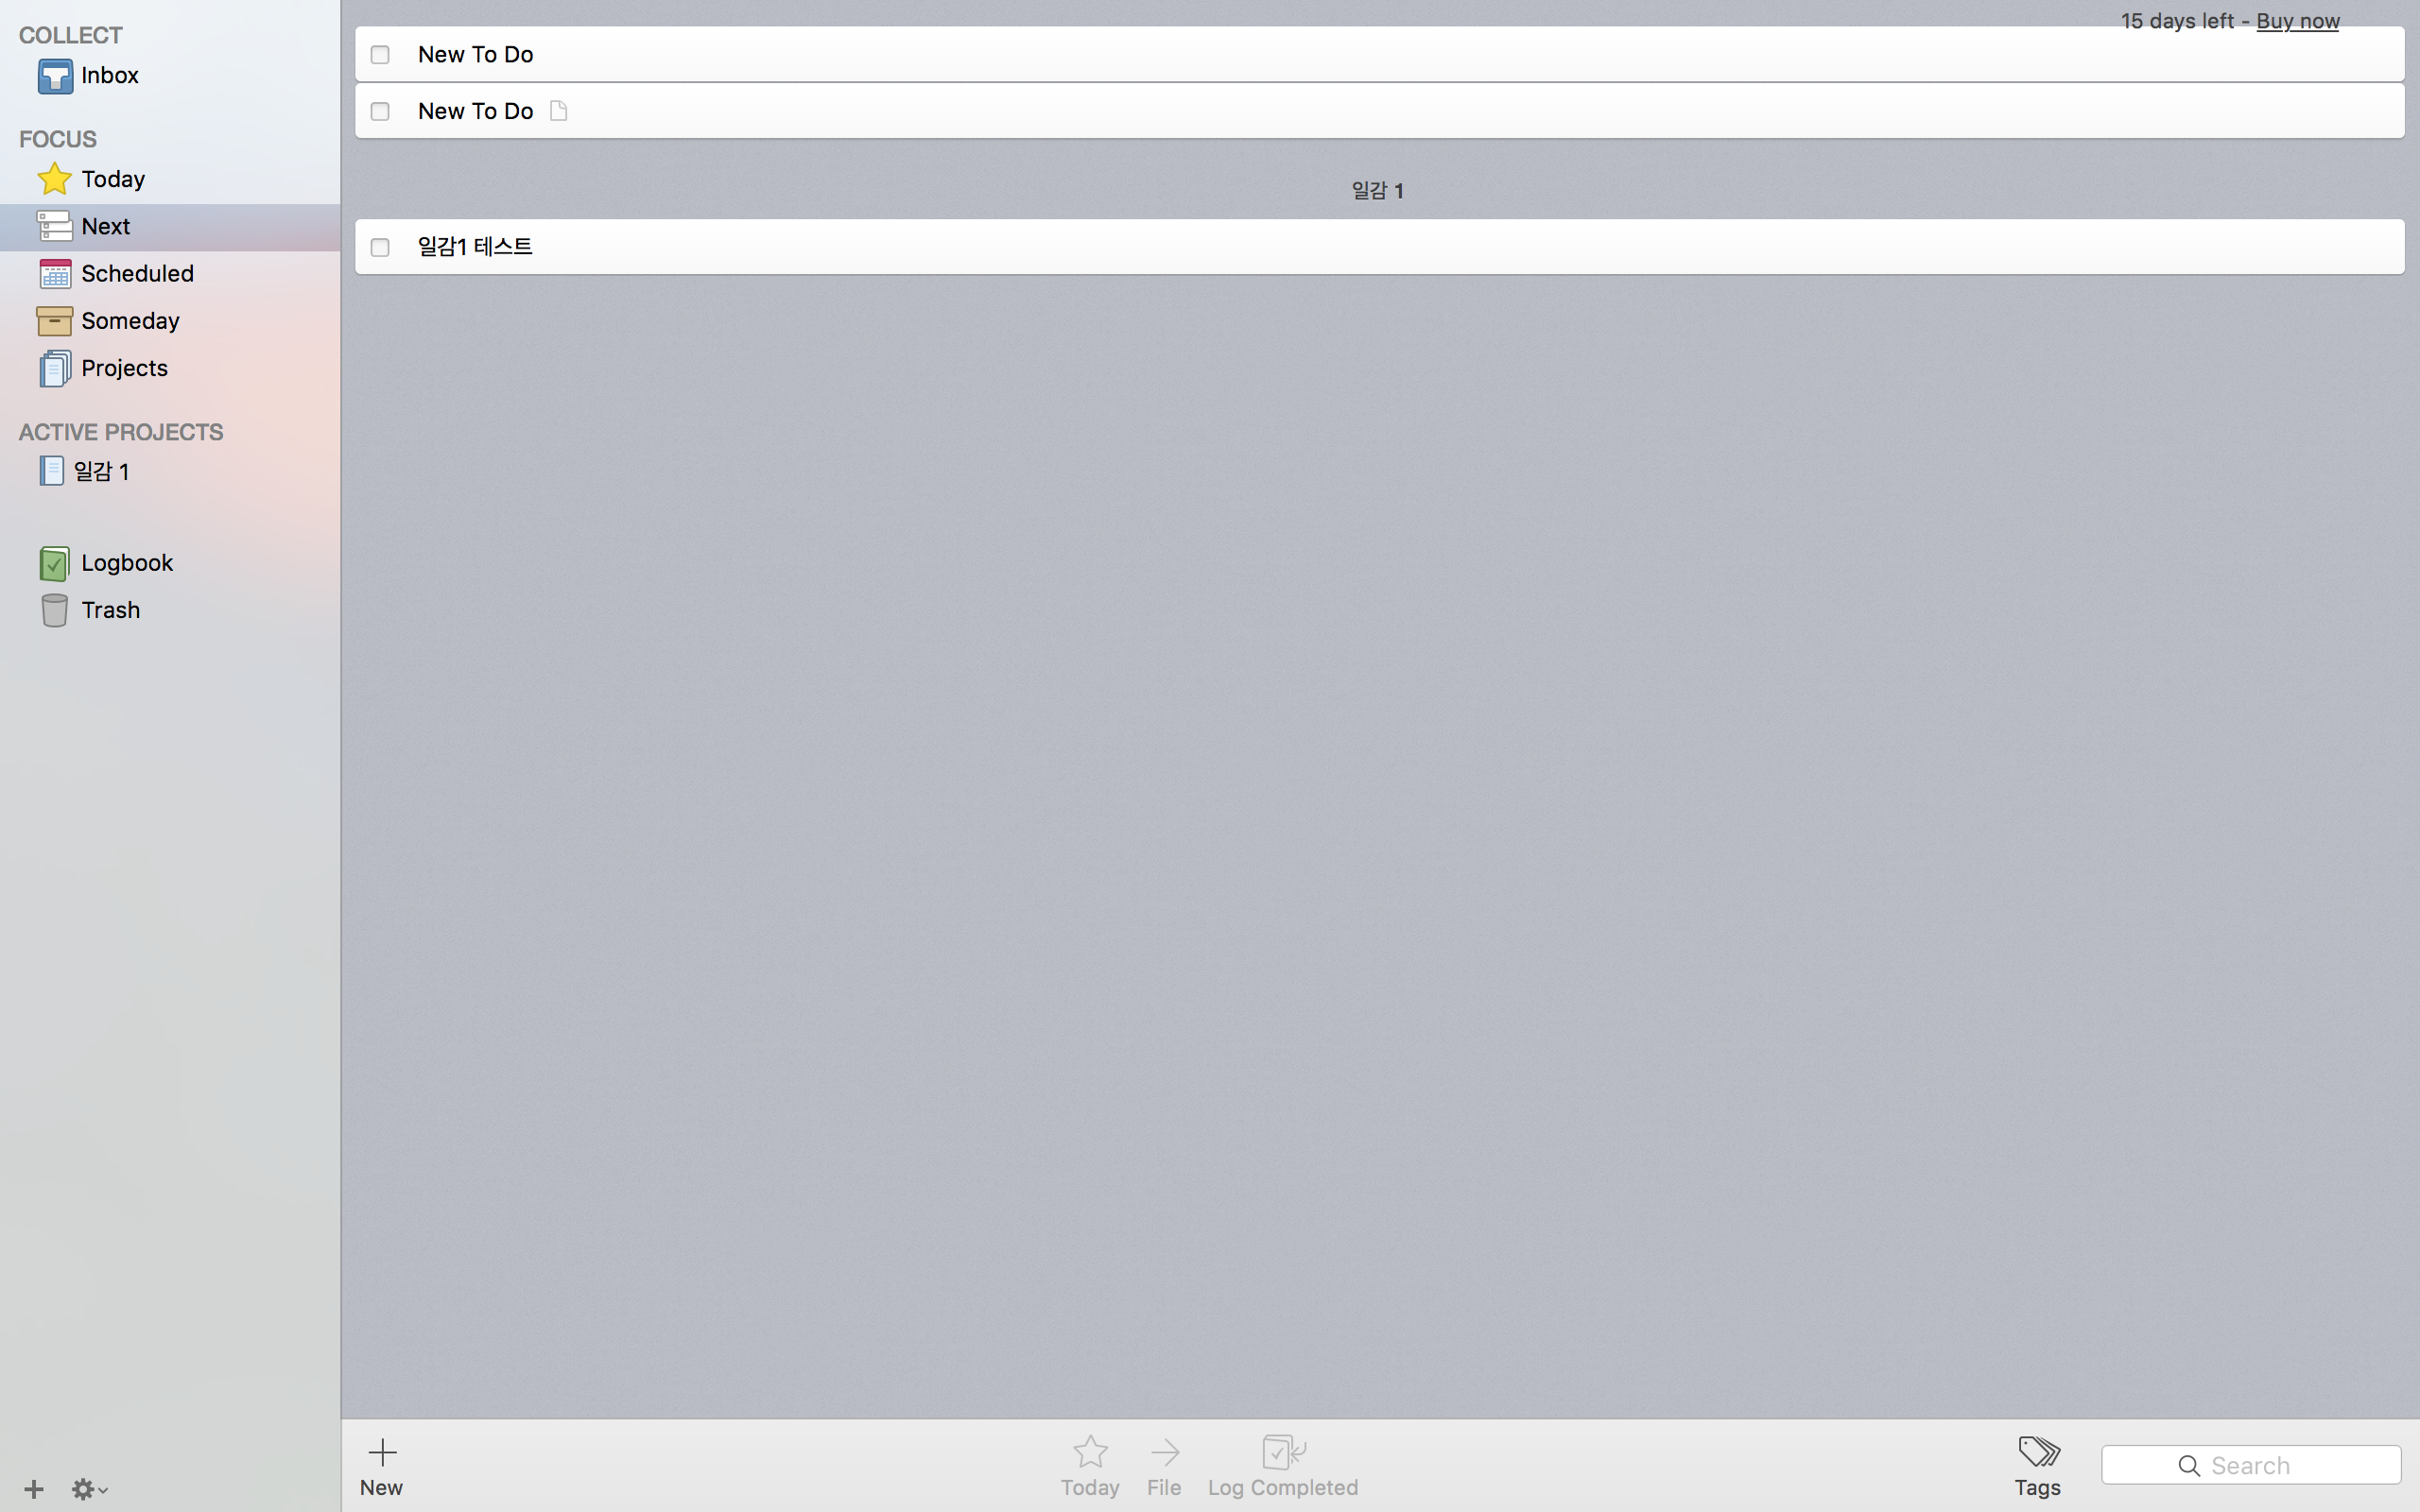 COLLECT
Inbox
FOCUS
Today
Next
Scheduled
Someday
Projects
ACTIVE PROJECTS
일감 1
Logbook
Trash
15 days left - Buy now
New To Do
New To Do
일감 1
일감1 테스트
New
Today
File
Log Completed
Tags
Search